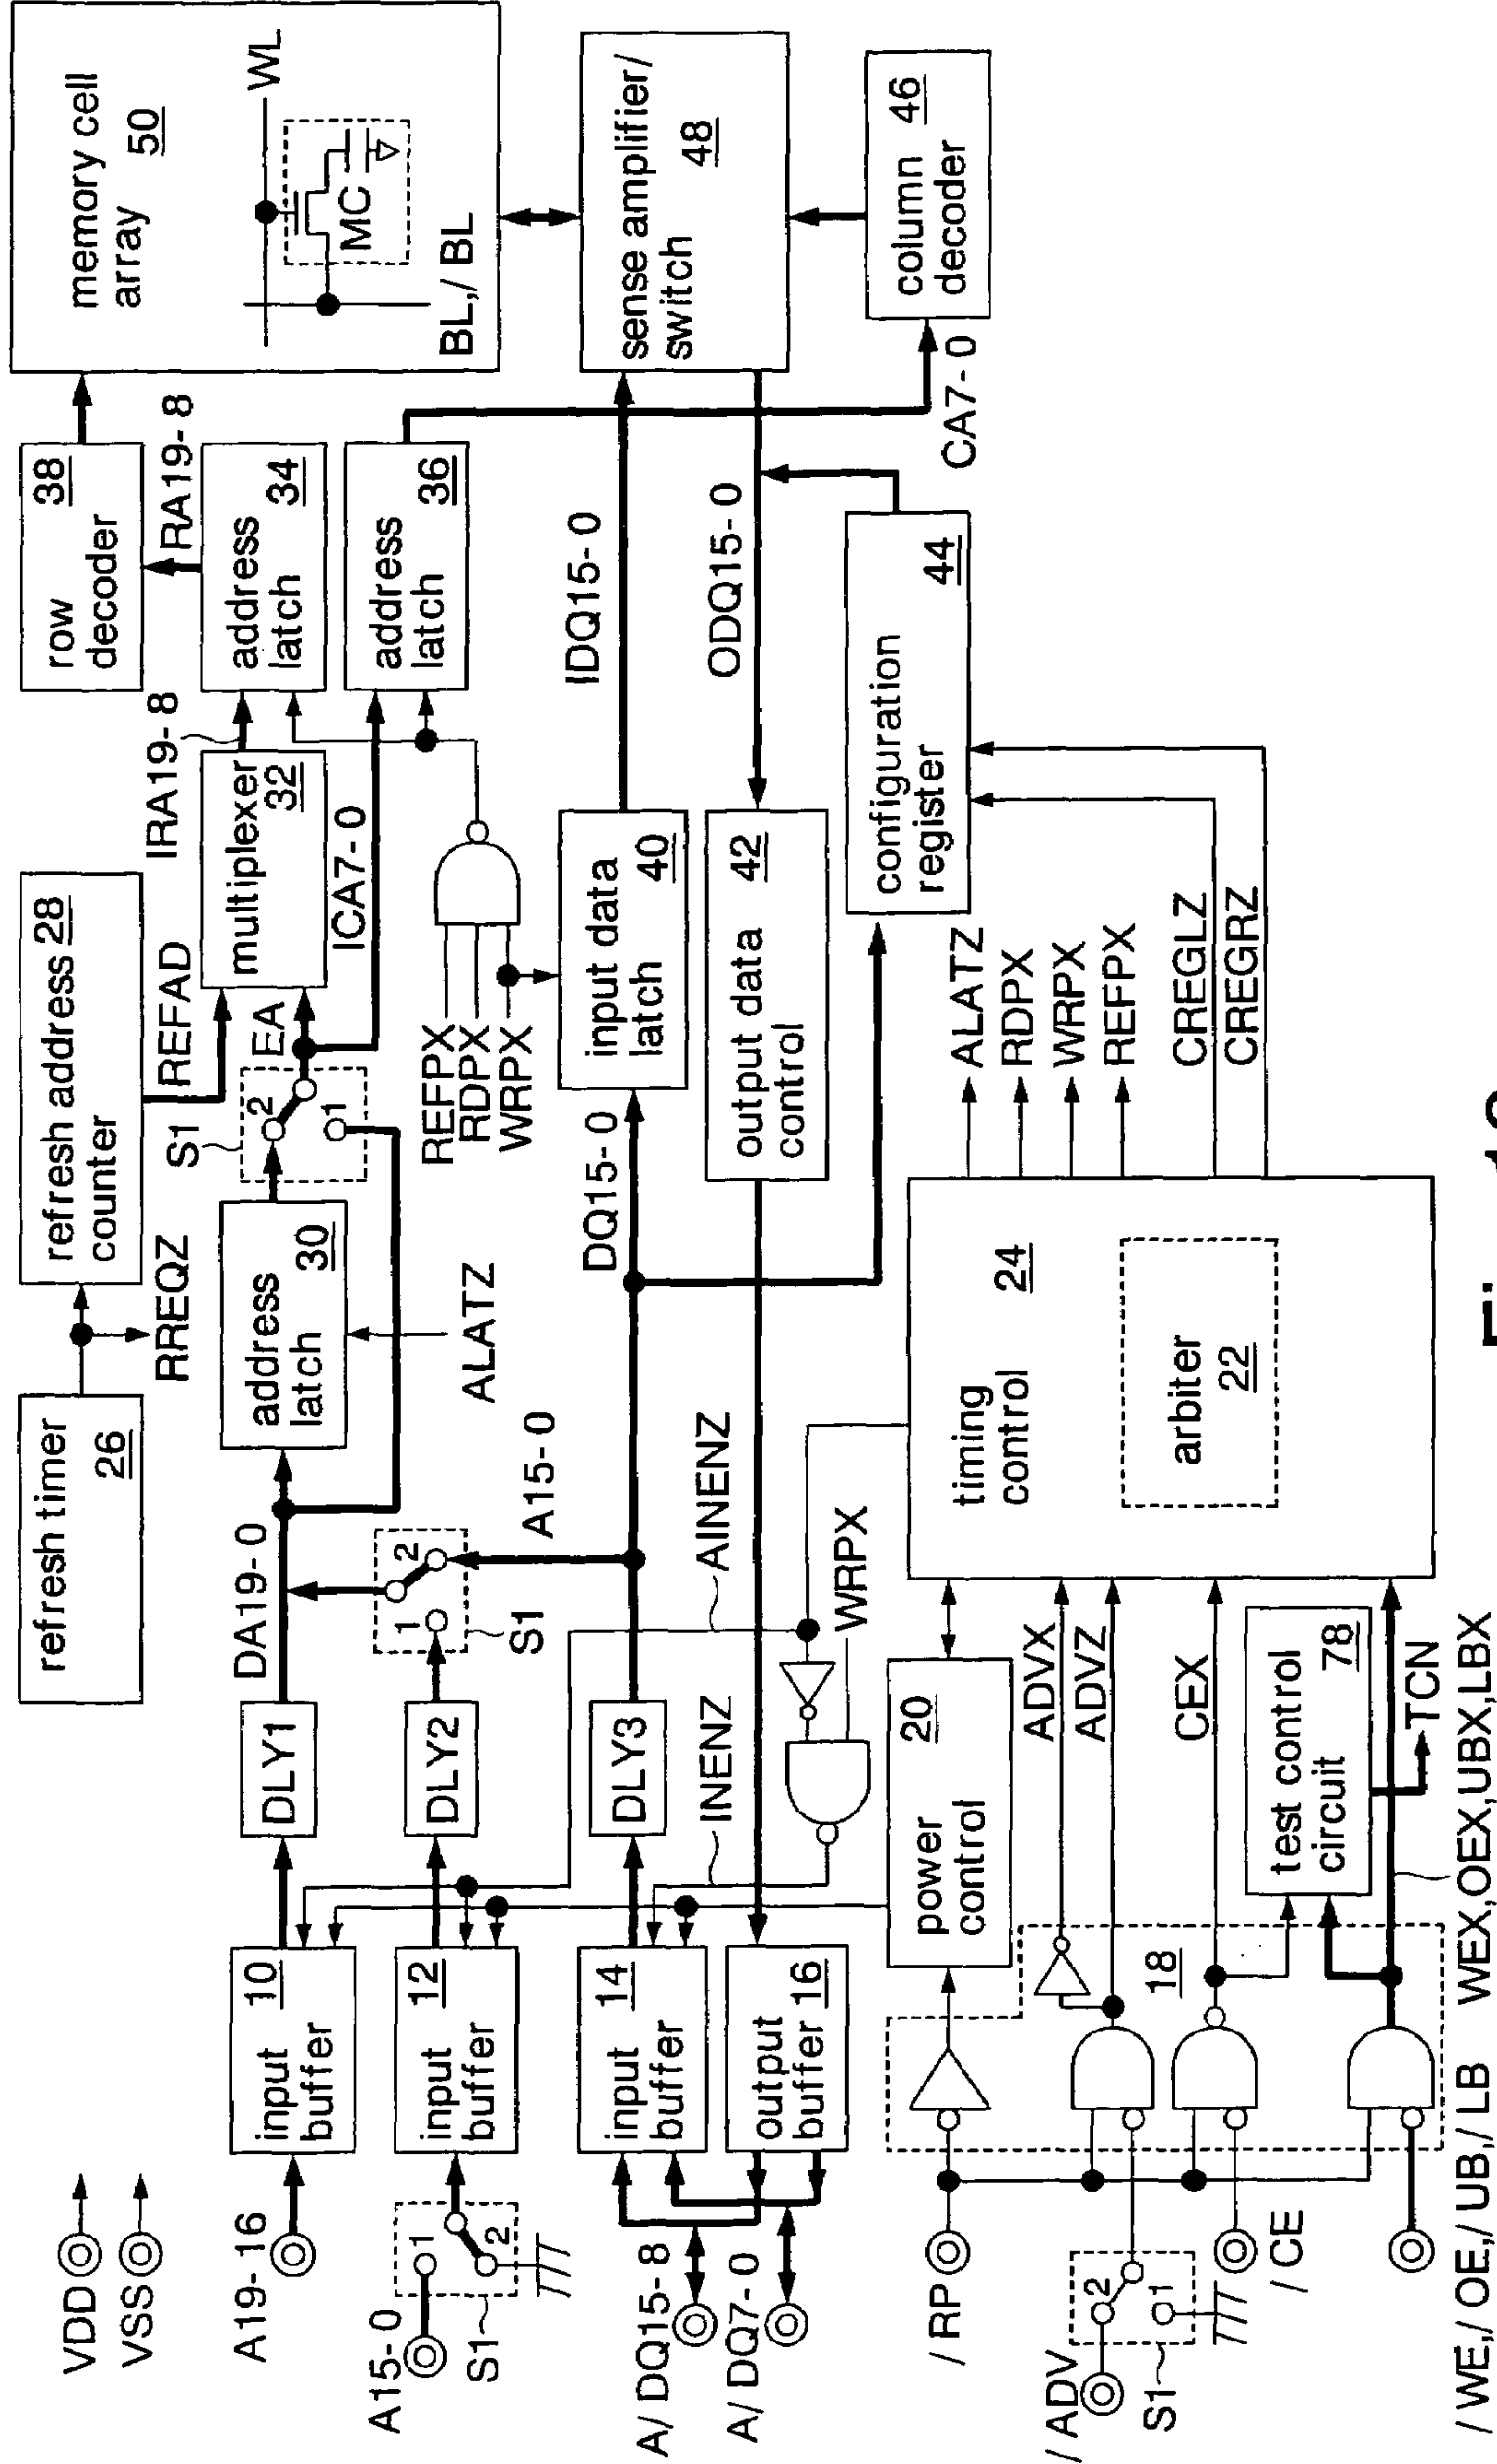 VDD
VSS
A19-16
input
buffer
10
DLY1
DA19-0
refresh timer
26
RREQZ
refresh address
counter
28
REFAD
address
latch
30
ALATZ
S1
2
1
EA
multiplexer
32
IRA19-8
ICA7-0
row
decoder
38
RA19-8
address
latch
34
address
latch
36
memory cell
array
50
WL
MC
BL,/BL
A15-0
1
2
S1
input
buffer
12
DLY2
1
2
S1
A15-0
REFPX
RDPX
WRPX
A/DQ15-8
A/DQ7-0
input
buffer
14
DLY3
DQ15-0
input data
latch
40
IDQ15-0
sense amplifier/
switch
48
output
buffer
16
INENZ
AINENZ
output data
control
42
ODQ15-0
WRPX
configuration
register
44
CA7-0
column
decoder
46
/RP
power
control
20
timing
control
24
arbiter
22
ALATZ
RDPX
WRPX
REFPX
CREGLZ
CREGRZ
/ADV
2
1
S1
18
ADVX
ADVZ
/CE
CEX
test control
circuit
78
TCN
/WE,/OE,/UB,/LB
WEX,OEX,UBX,LBX